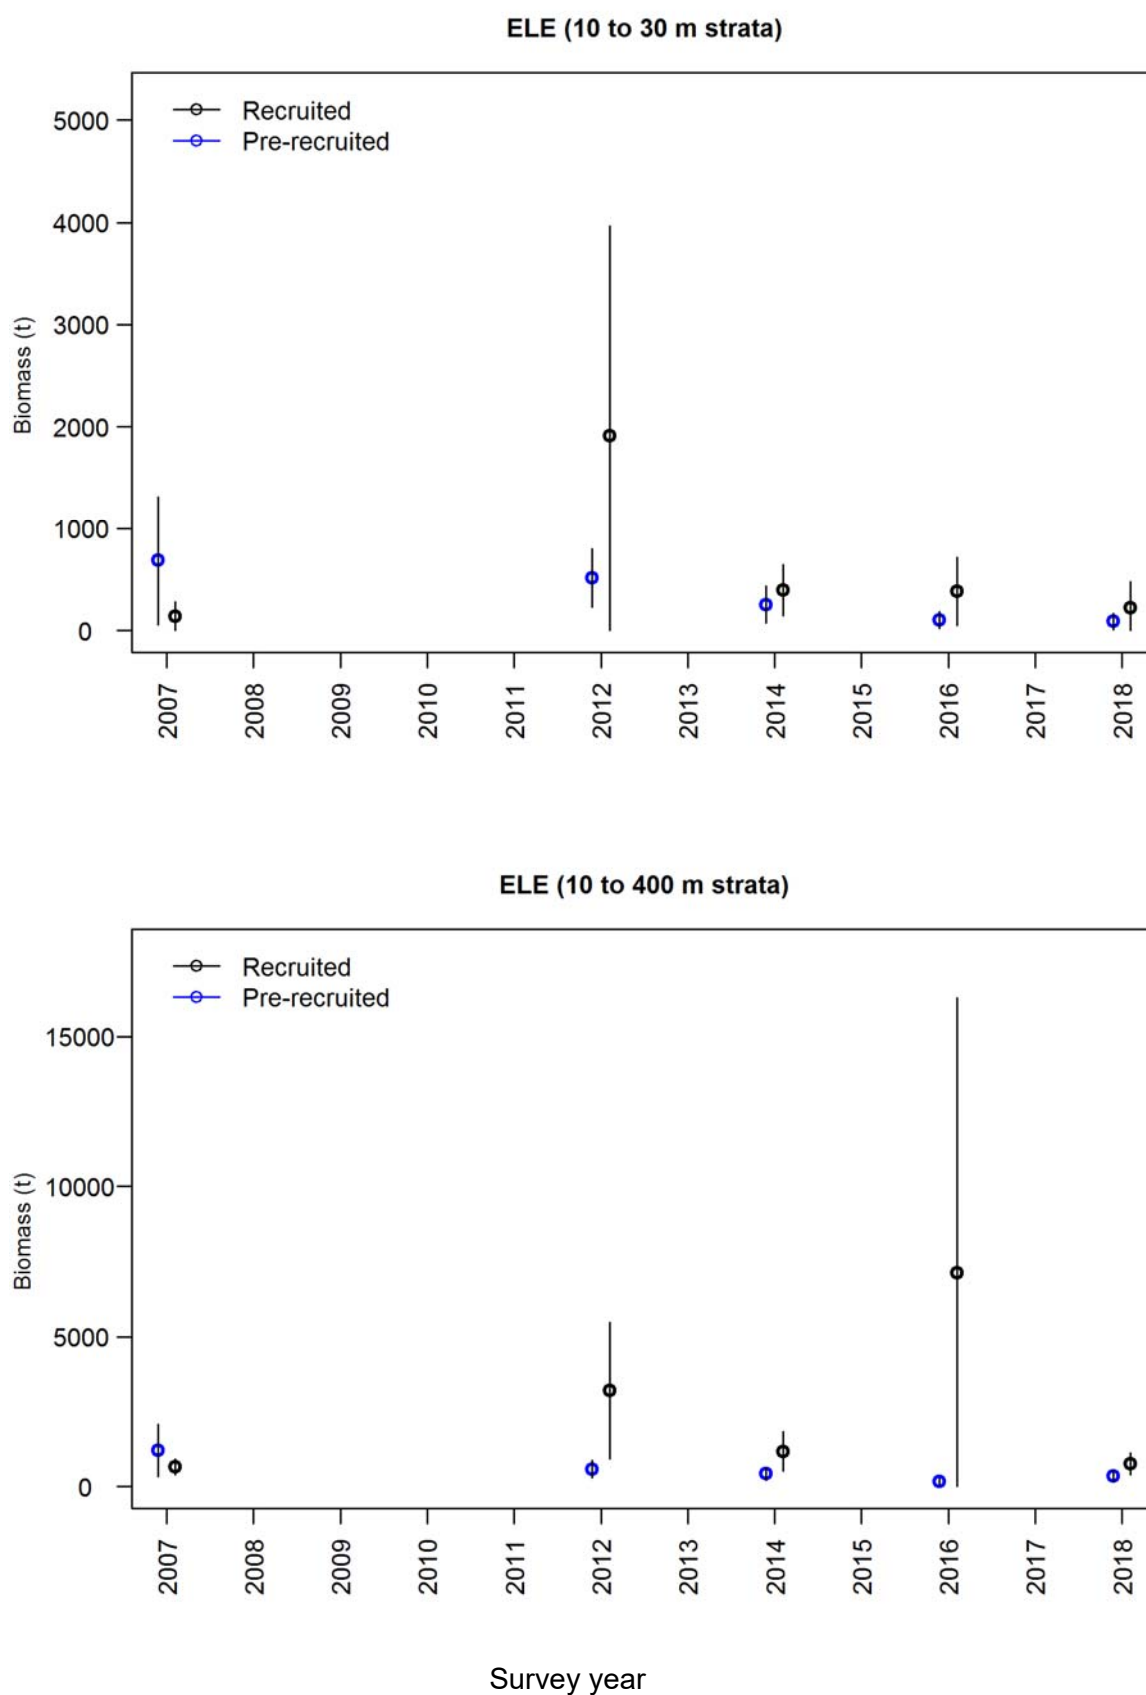 ELE (10 to 30 m strata)
Recruited
Pre-recruited
5000
4000
3000
2000
1000
0
Biomass (t)
2007 2008 2009 2010 2011 2012 2013 2014 2015 2016 2017 2018
ELE (10 to 400 m strata)
Recruited
Pre-recruited
15000
10000
5000
0
Biomass (t)
2007 2008 2009 2010 2011 2012 2013 2014 2015 2016 2017 2018
Survey year